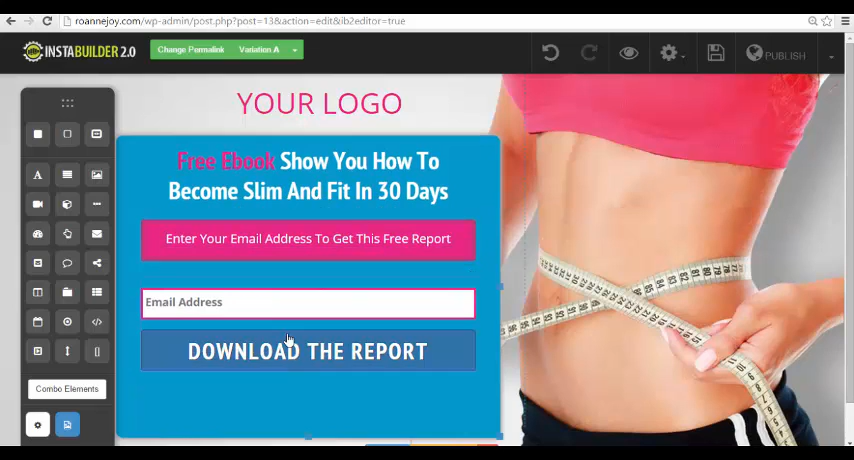 roannejoy.com/wp-admin/post.php?post=13&action=edit&ib2editor=true
INSTABUILDER 2.0
Change Permalink Variation A
PUBLISH
YOUR LOGO
Free Ebook Show You How To
Become Slim And Fit In 30 Days
Enter Your Email Address To Get This Free Report
Email Address
DOWNLOAD THE REPORT
Combo Elements